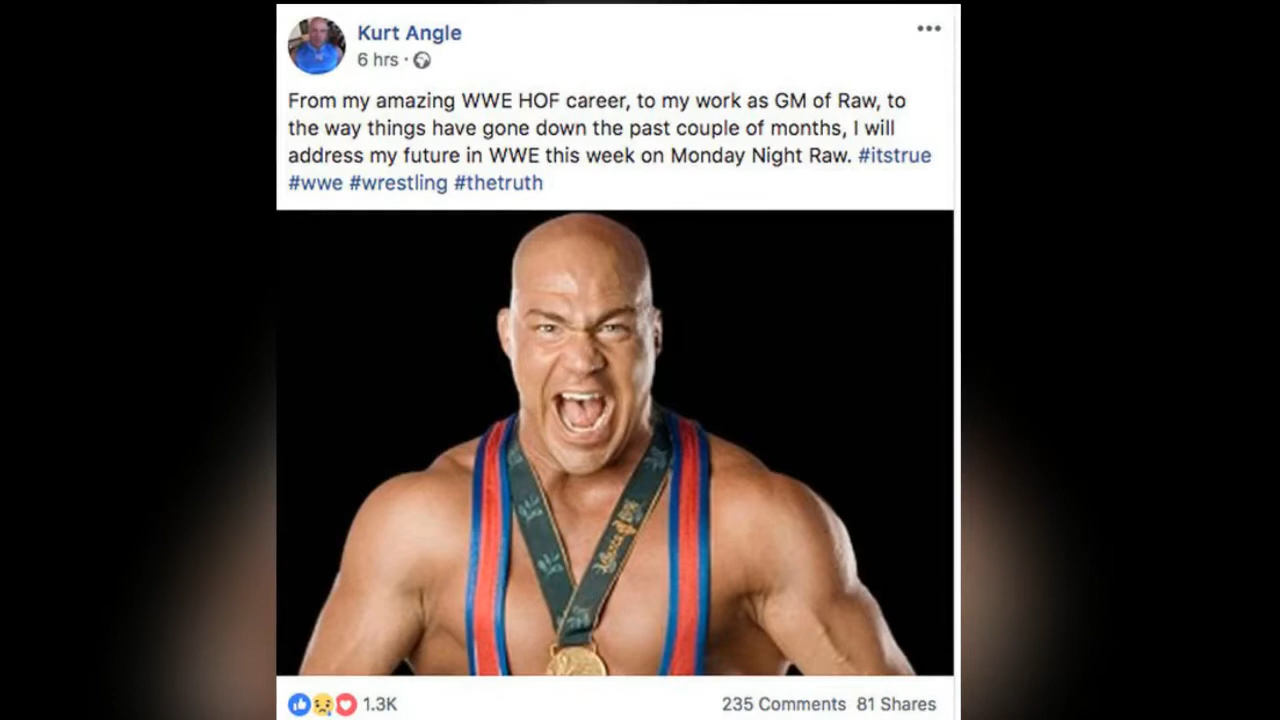 Kurt Angle
6 hrs ·
From my amazing WWE HOF career, to my work as GM of Raw, to
the way things have gone down the past couple of months, I will
address my future in WWE this week on Monday Night Raw. #itstrue
#wwe #wrestling #thetruth
1.3K
235 Comments 81 Shares